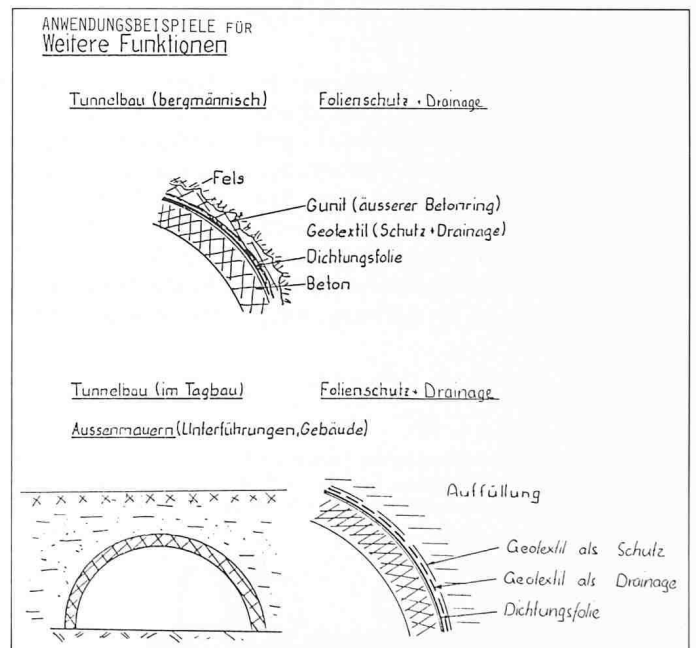 ANWENDUNGSBEISPIELE FÜR
Weitere Funktionen
Tunnelbau (bergmännisch) Folienschutz + Drainage
Fels
Gunit (äusserer Betonring)
Geotextil (Schutz + Drainage)
Dichtungsfolie
Beton
Tunnelbau (im Tagbau) Folienschutz + Drainage
Aussenmauern (Unterführungen, Gebäude)
Auffüllung
Geotextil als Schutz
Geotextil als Drainage
Dichtungsfolie